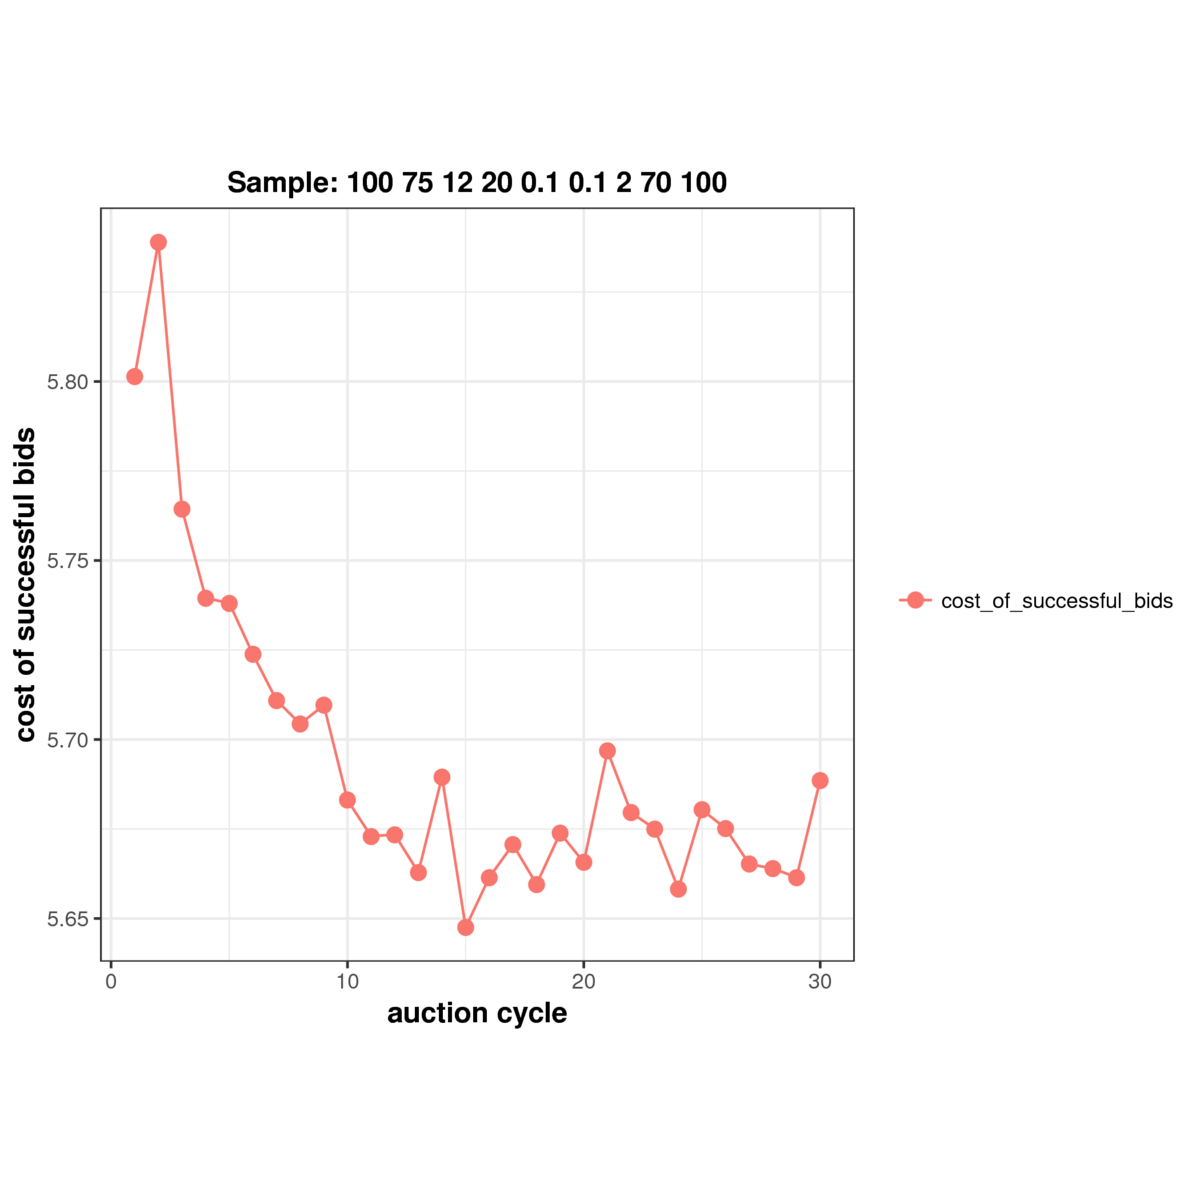 Sample: 100 75 12 20 0.1 0.1 2 70 100
cost of successful bids
5.80
5.75
5.70
5.65
0 10 20 30
auction cycle
cost_of_successful_bids